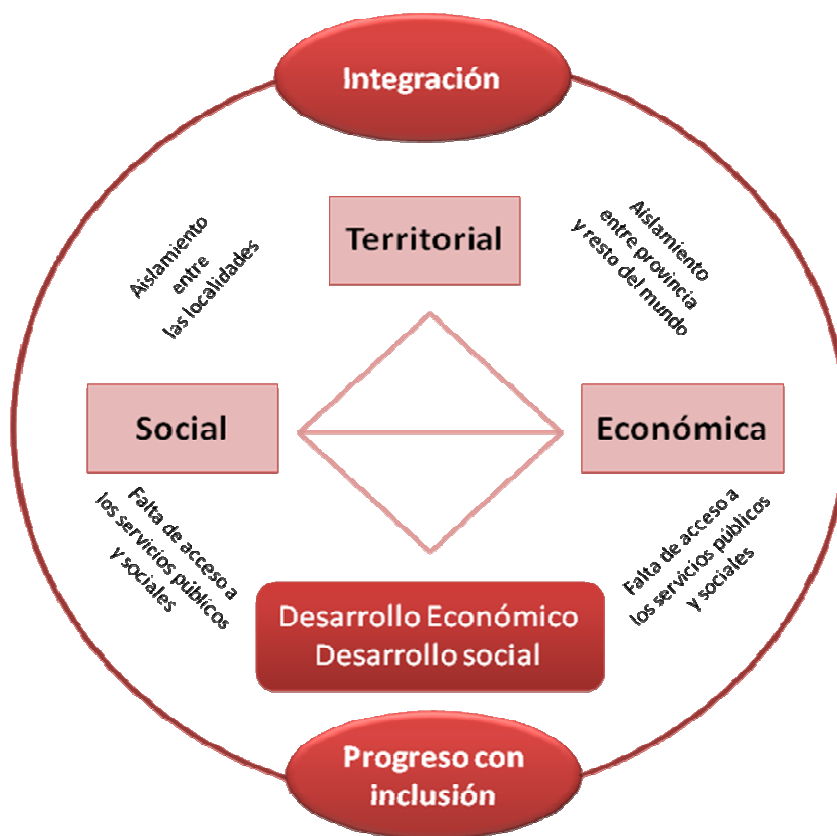 Integración
Aislamiento
entre
las localidades
Territorial
Aislamiento
entre provincia
y resto del mundo
Social
Económica
Falta de acceso a
los servicios públicos
y sociales
Falta de acceso a
los servicios públicos
y sociales
Desarrollo Económico
Desarrollo social
Progreso con
inclusión